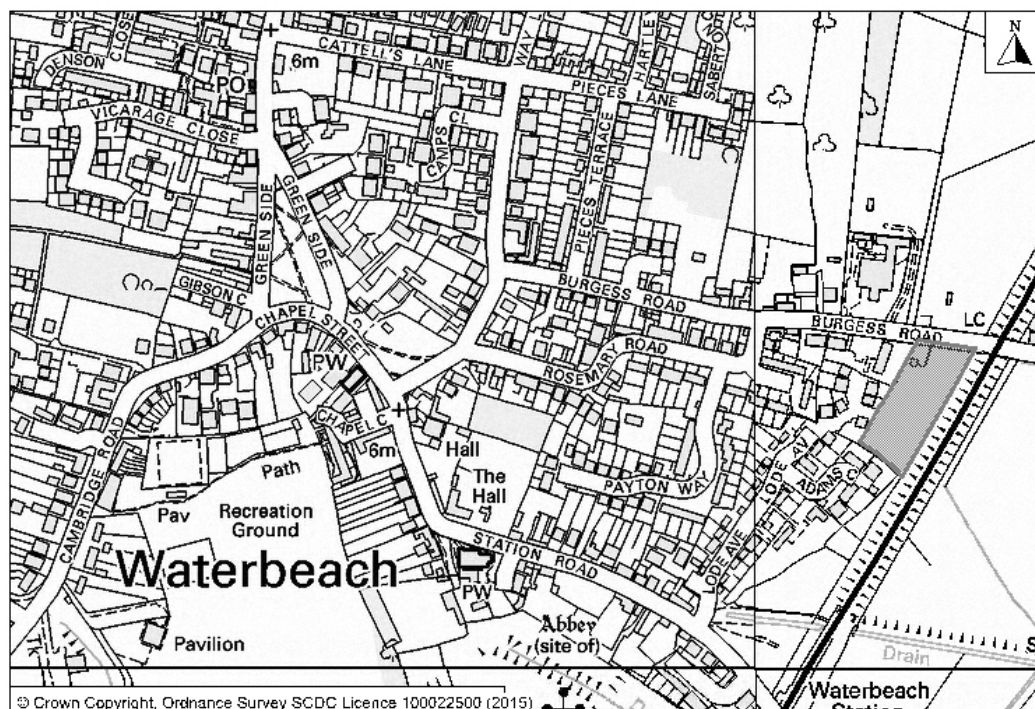 N
CATTELL'S LANE
WAY
HARTLE
DENSON
CLOSE
6m
PO
PIECES LANE
VICARAGE CLOSE
CAMPS CL
GREEN SIDE
GREEN SIDE
PIECES TERRACE
GIBSON C
BURGESS ROAD
BURGESS ROAD
LC
CHAPEL STREET
ROSEMARY ROAD
PW
CHAPEL C
6m
Hall
The
Hall
PAYTON WAY
LODE AV
ADAMS C
CAMBRIDGE ROAD
Path
Pav
Recreation
Ground
Waterbeach
STATION ROAD
LODE AVE
PW
Abbey
(site of)
Pavilion
Drain
S
Waterbeach
Station
© Crown Copyright, Ordnance Survey SCDC Licence 100022500 (2015)